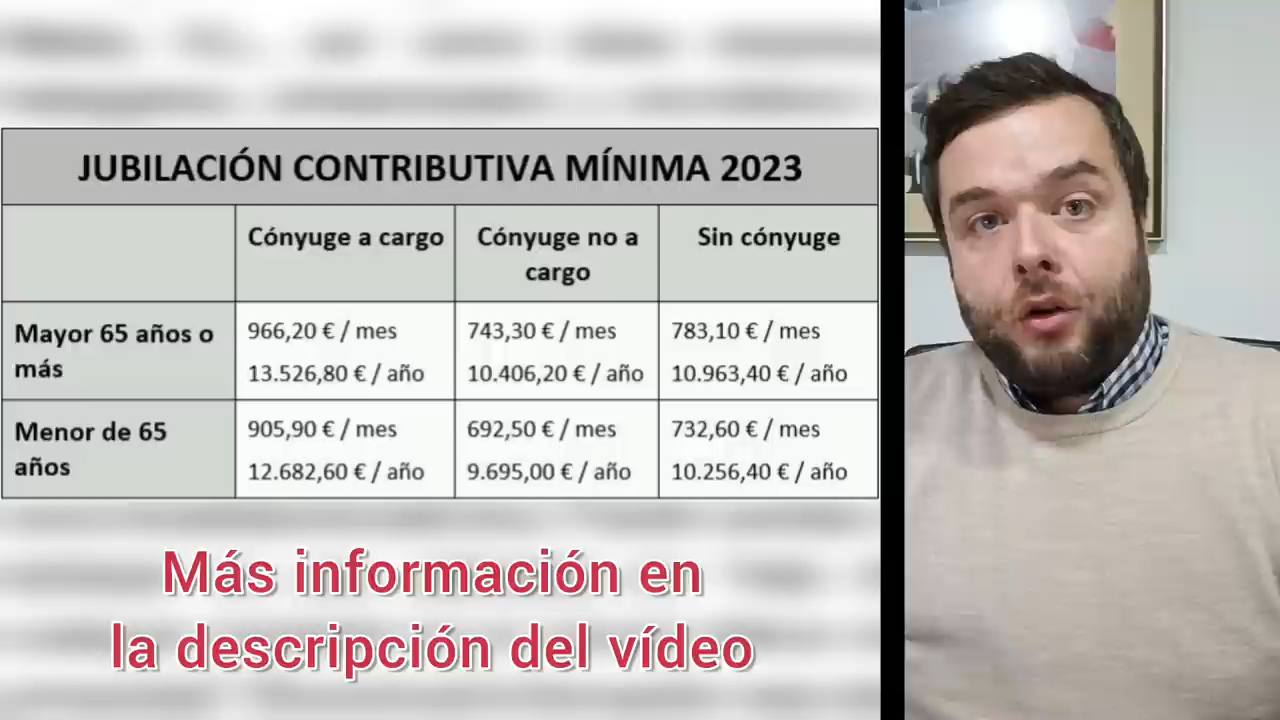 JUBILACIÓN CONTRIBUTIVA MÍNIMA 2023
Cónyuge a cargo
Cónyuge no a
cargo
Sin cónyuge
Mayor 65 años o
más
966,20 € / mes
13.526,80 € / año
743,30 € / mes
10.406,20 € / año
783,10 € / mes
10.963,40 € / año
Menor de 65
años
905,90 € / mes
12.682,60 € / año
692,50 € / mes
9.695,00 € / año
732,60 € / mes
10.256,40 € / año
Más información en
la descripción del vídeo